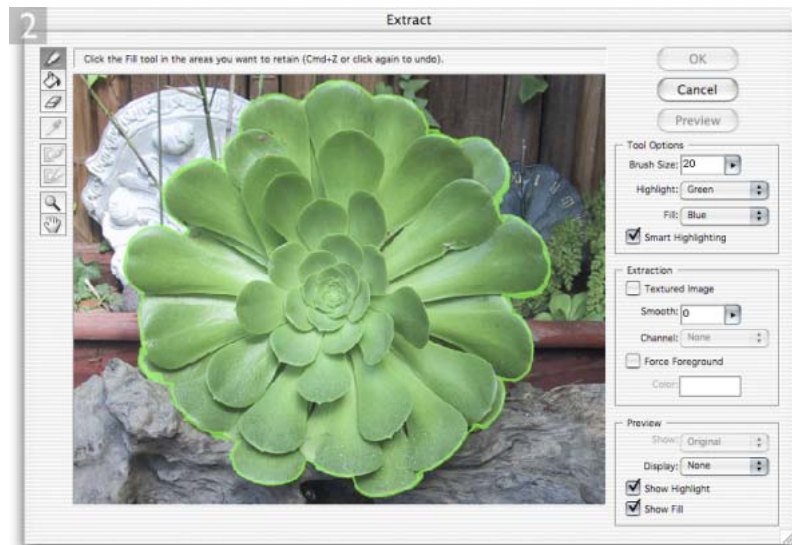 2
Extract
Click the Fill tool in the areas you want to retain (Cmd+Z or click again to undo).
OK
Cancel
Preview
Tool Options
Brush Size: 20
Highlight: Green
Fill: Blue
Smart Highlighting
Extraction
Textured Image
Smooth: 0
Channel: None
Force Foreground
Color:
Preview
Show: Original
Display: None
Show Highlight
Show Fill